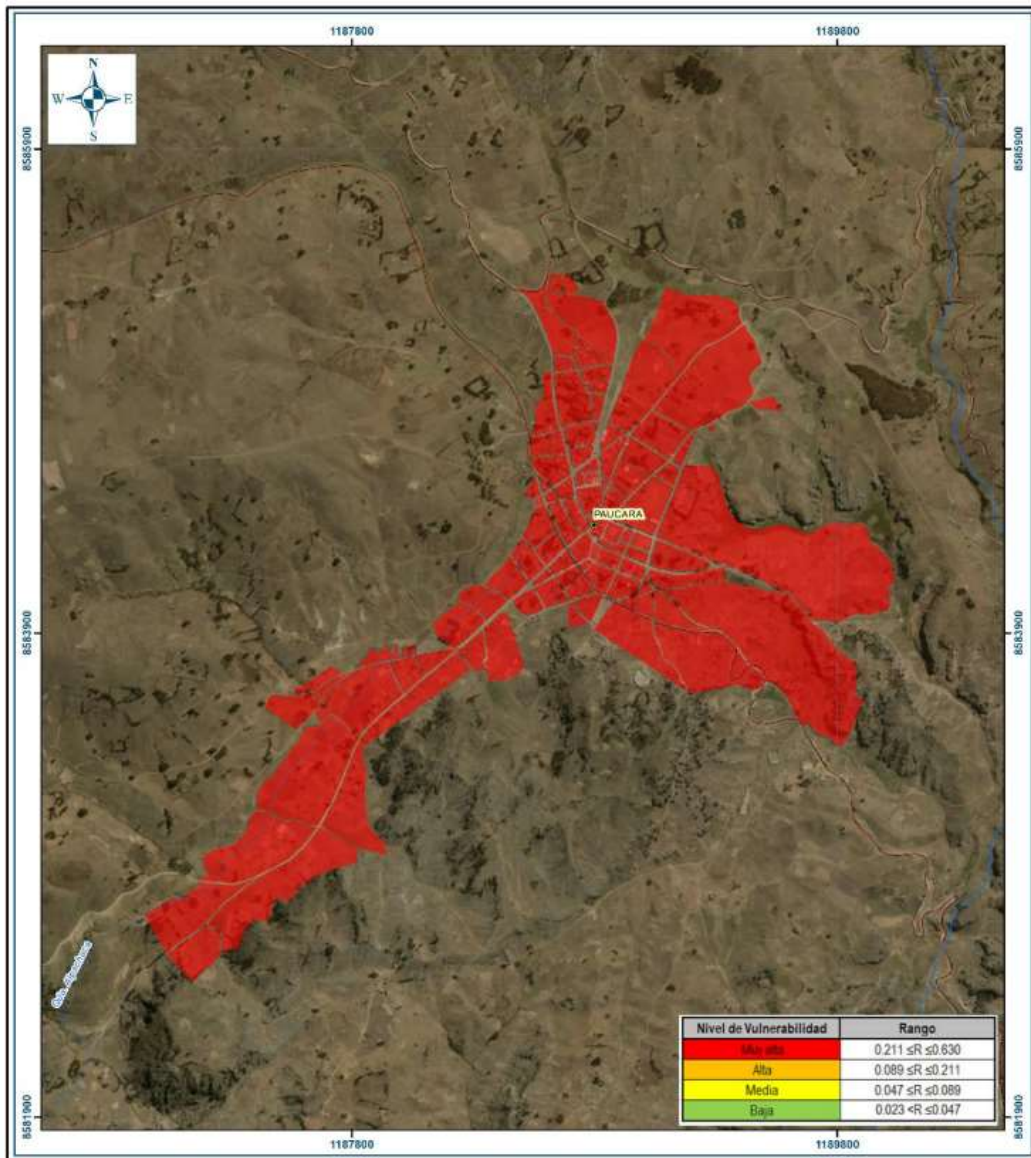 1187800 1189800
N
W E
S
8585900 8585900
PAUCARA
8583900 8583900
Nivel de Vulnerabilidad Rango
Muy alta 0.211 ≤R ≤0.630
Alta 0.089 ≤R ≤0.211
Media 0.047 ≤R ≤0.089
Baja 0.023 <R ≤0.047
8581900 8581900
1187800 1189800